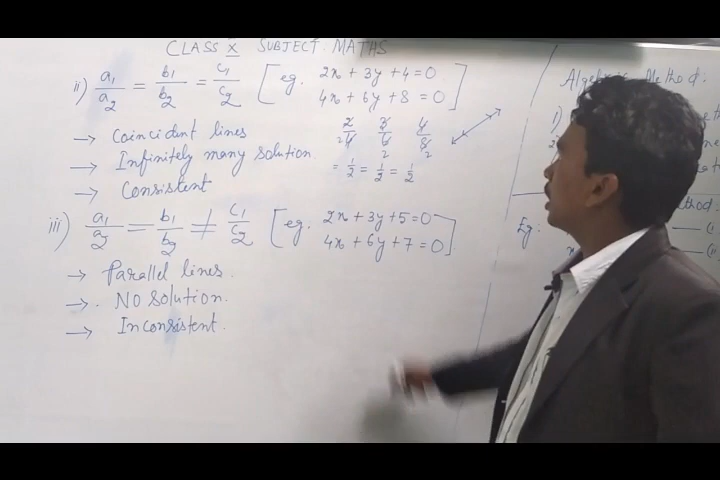 CLASS X SUBJECT: MATHS
ii) a1/a2 = b1/b2 = c1/c2 [eg. 2x + 3y + 4 = 0
4x + 6y + 8 = 0]
→ Coincident lines
2/4 3/6 4/8
→ Infinitely many solution
= 1/2 = 1/2 = 1/2
→ Consistent
iii) a1/a2 = b1/b2 ≠ c1/c2 [eg. 2x + 3y + 5 = 0
4x + 6y + 7 = 0]
→ Parallel lines.
→ No solution.
→ Inconsistent.
Method:
i)
Eg: